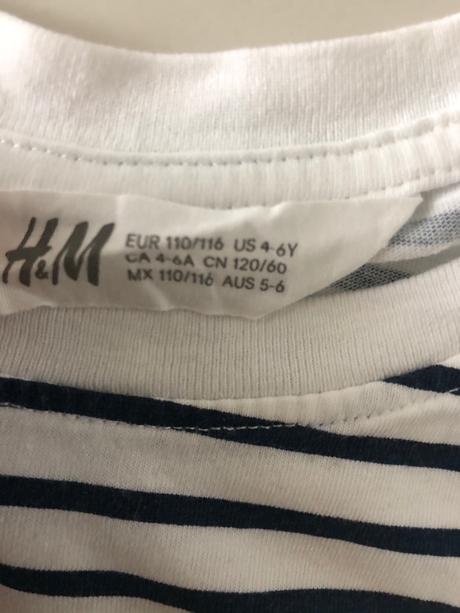 H&M
EUR 110/116 US 4-6Y
CA 4-6A CN 120/60
MX 110/116 AUS 5-6